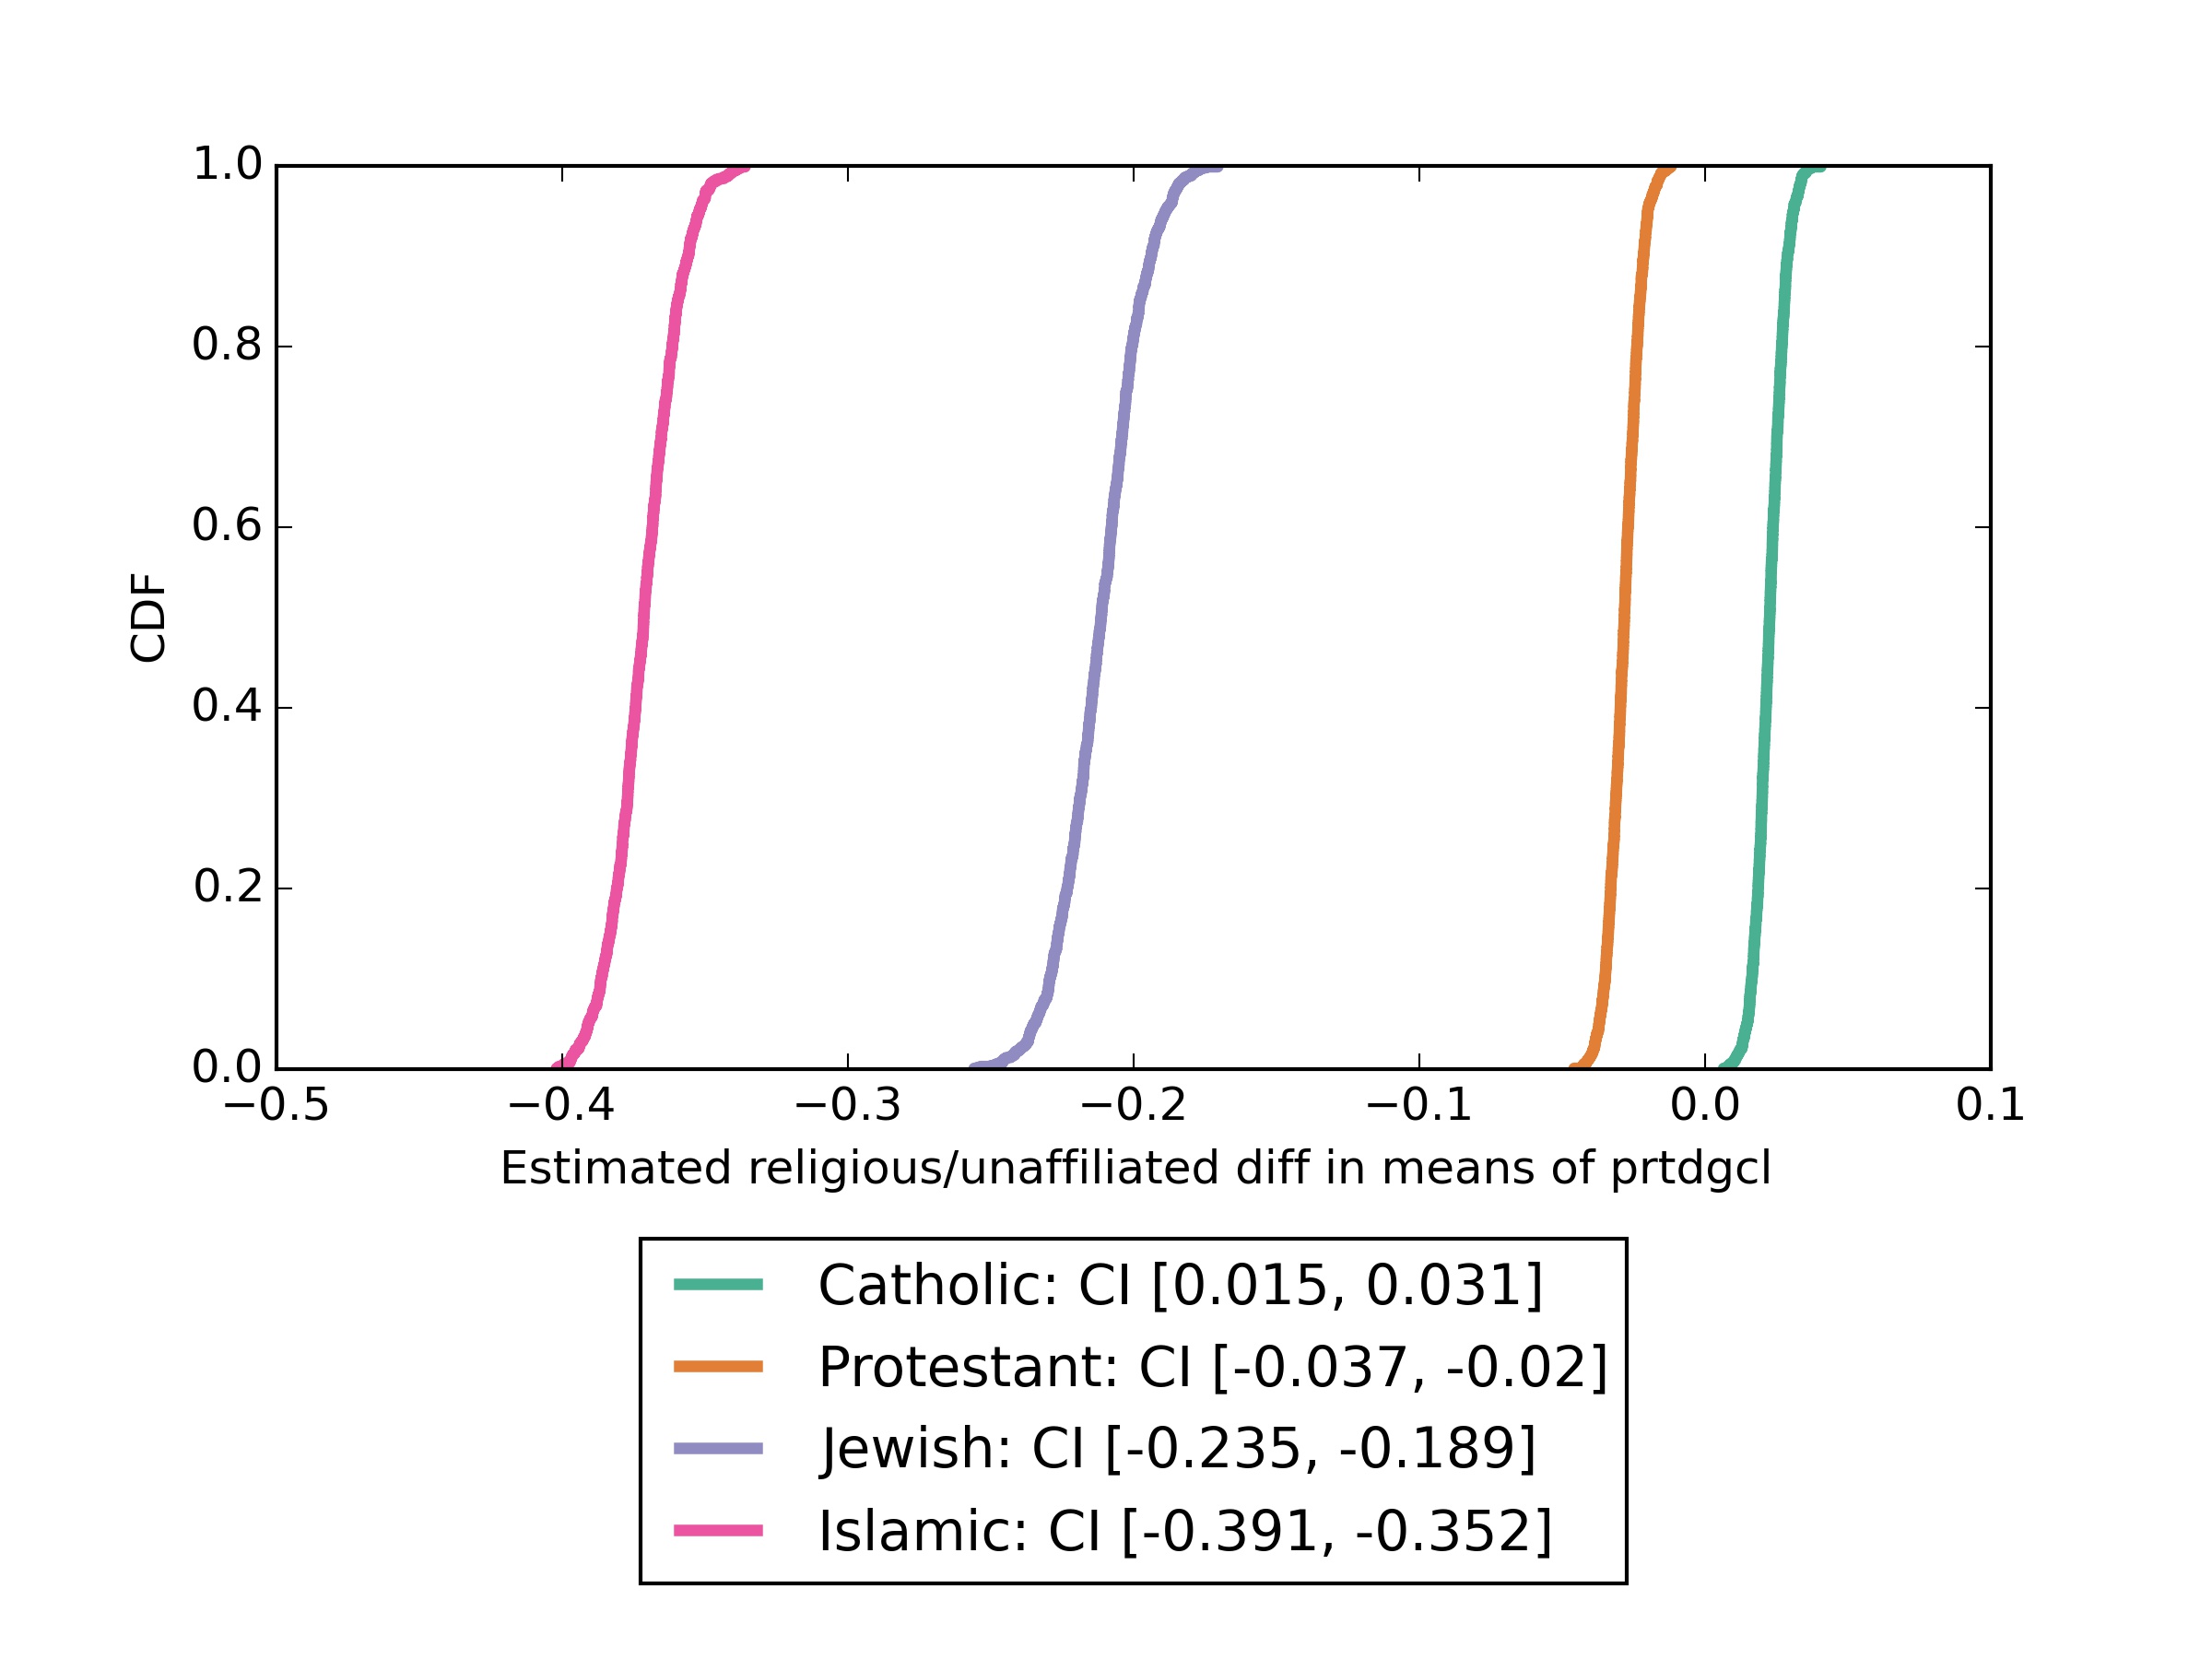 1.0
0.8
0.6
0.4
0.2
0.0
CDF
−0.5 −0.4 −0.3 −0.2 −0.1 0.0 0.1
Estimated religious/unaffiliated diff in means of prtdgcl
Catholic: CI [0.015, 0.031]
Protestant: CI [-0.037, -0.02]
Jewish: CI [-0.235, -0.189]
Islamic: CI [-0.391, -0.352]